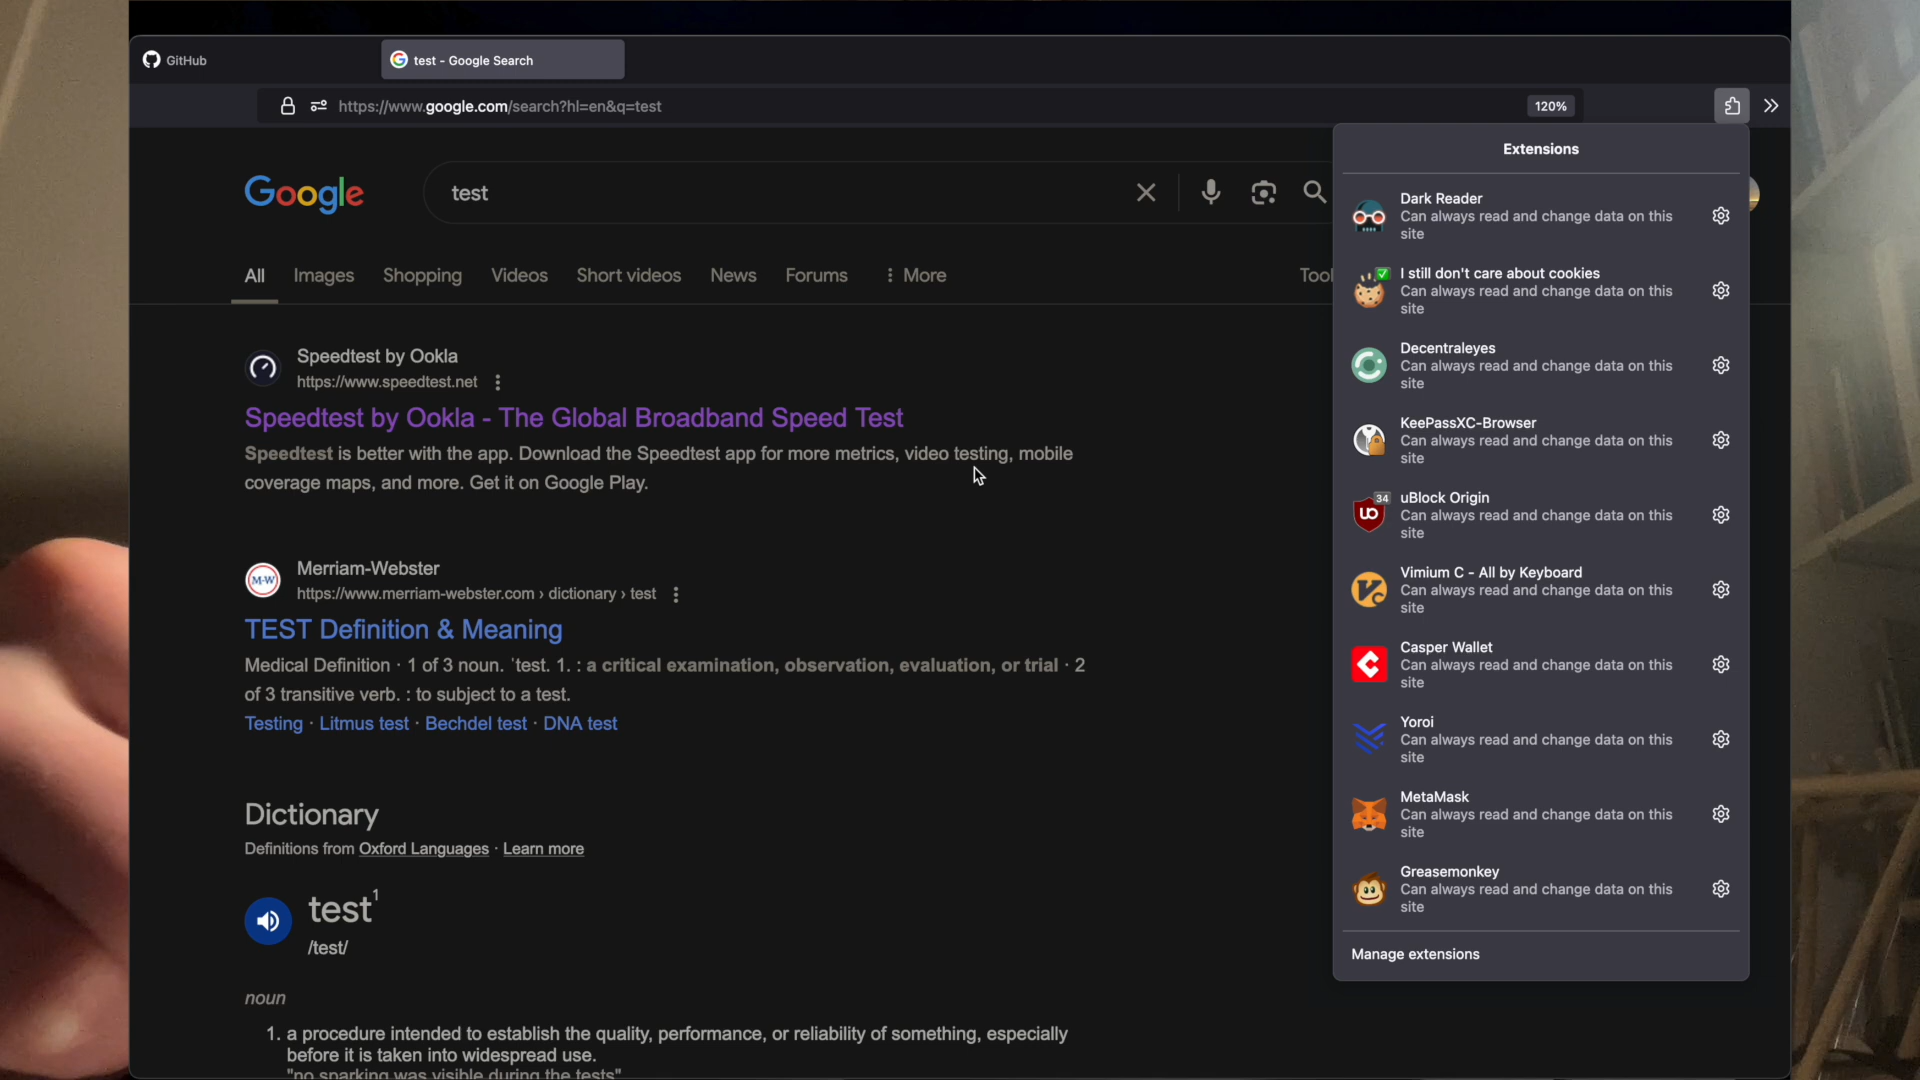 GitHub
test - Google Search
https://www.google.com/search?hl=en&q=test
120%
Google
test
All Images Shopping Videos Short videos News Forums More
Tool
Speedtest by Ookla
https://www.speedtest.net
Speedtest by Ookla - The Global Broadband Speed Test
Speedtest is better with the app. Download the Speedtest app for more metrics, video testing, mobile
coverage maps, and more. Get it on Google Play.
M-W
Merriam-Webster
https://www.merriam-webster.com › dictionary › test
TEST Definition & Meaning
Medical Definition · 1 of 3 noun. ˈtest. 1. : a critical examination, observation, evaluation, or trial · 2
of 3 transitive verb. : to subject to a test.
Testing · Litmus test · Bechdel test · DNA test
Dictionary
Definitions from Oxford Languages · Learn more
test1
/test/
noun
1. a procedure intended to establish the quality, performance, or reliability of something, especially
before it is taken into widespread use.
"no sparking was visible during the tests"
Extensions
Dark Reader
Can always read and change data on this
site
I still don't care about cookies
Can always read and change data on this
site
Decentraleyes
Can always read and change data on this
site
KeePassXC-Browser
Can always read and change data on this
site
34
uBlock Origin
Can always read and change data on this
site
Vimium C - All by Keyboard
Can always read and change data on this
site
Casper Wallet
Can always read and change data on this
site
Yoroi
Can always read and change data on this
site
MetaMask
Can always read and change data on this
site
Greasemonkey
Can always read and change data on this
site
Manage extensions